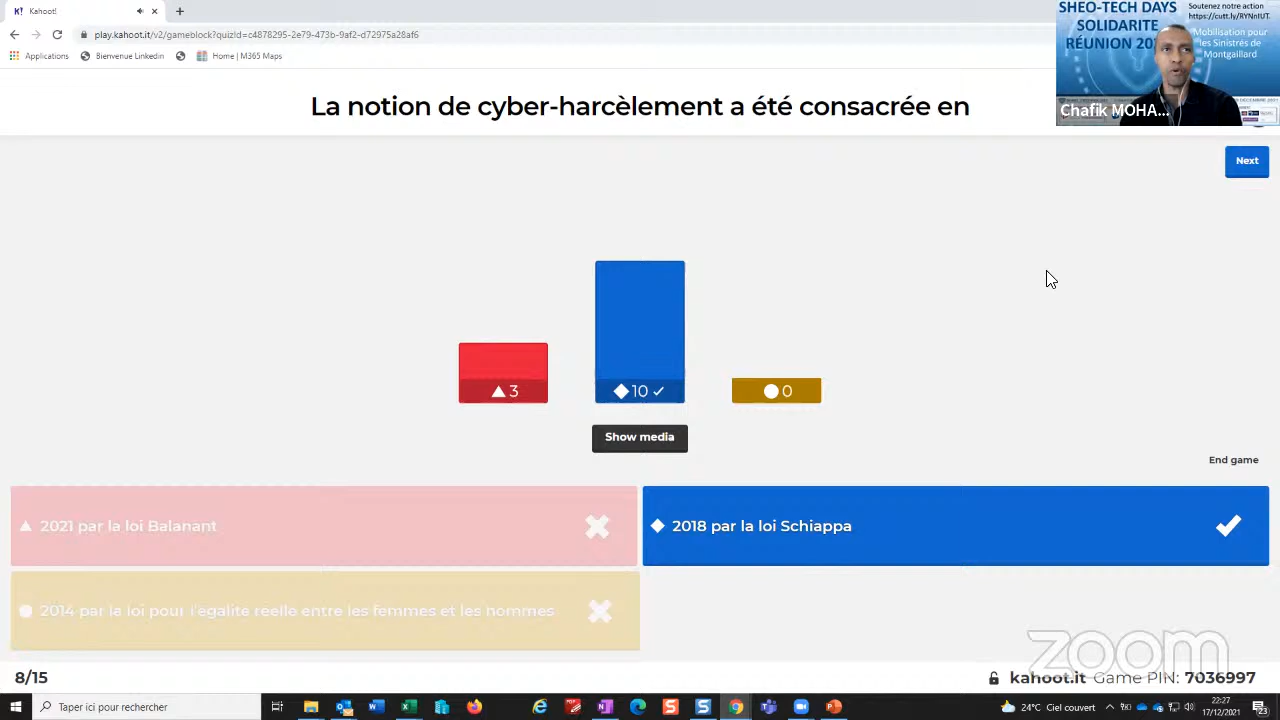 Kahoot!
play.kahoot.it/v2/gameblock?quizId=c4878295-2e79-473b-9af2-d72975a28af6
Applications
Bienvenue Linkedin
Home | M365 Maps
SHEO-TECH DAYS
SOLIDARITE
Soutenez notre action
https://cutt.ly/RYNnIUT
Mobilisation pour
les Sinistrés de
Montgaillard
Chafik MOHA...
La notion de cyber-harcèlement a été consacrée en
Next
3
10
0
Show media
End game
2021 par la loi Balanant
2018 par la loi Schiappa
2014 par la loi pour l'égalité réelle entre les femmes et les hommes
zoom
8/15
kahoot.it Game PIN: 7036997
Taper ici pour rechercher
24°C Ciel couvert
22:27
17/12/2021